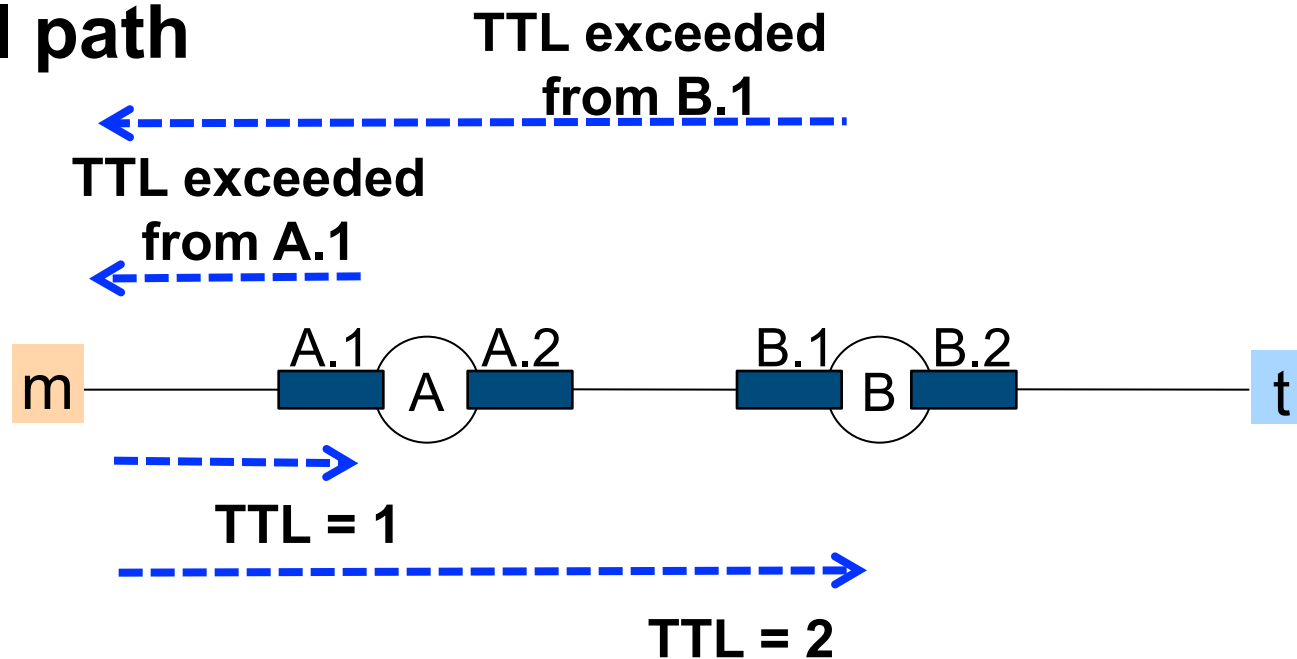 path
TTL exceeded
from B.1
TTL exceeded
from A.1
m A.1 A A.2 B.1 B B.2 t
TTL = 1
TTL = 2